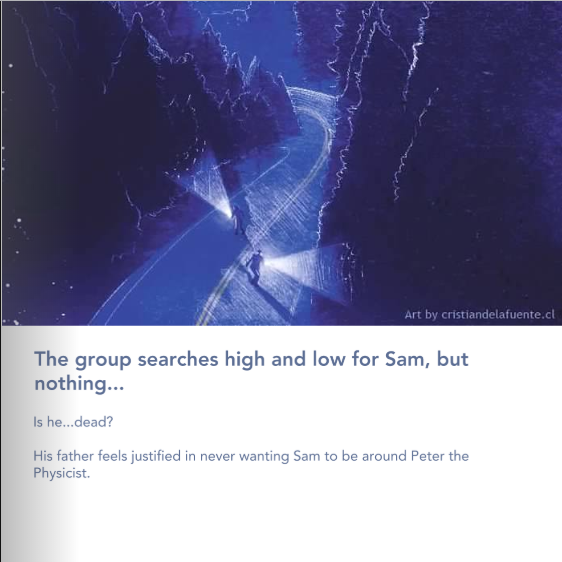 Art by cristiandelafuente.cl
The group searches high and low for Sam, but
nothing...
Is he...dead?
His father feels justified in never wanting Sam to be around Peter the
Physicist.